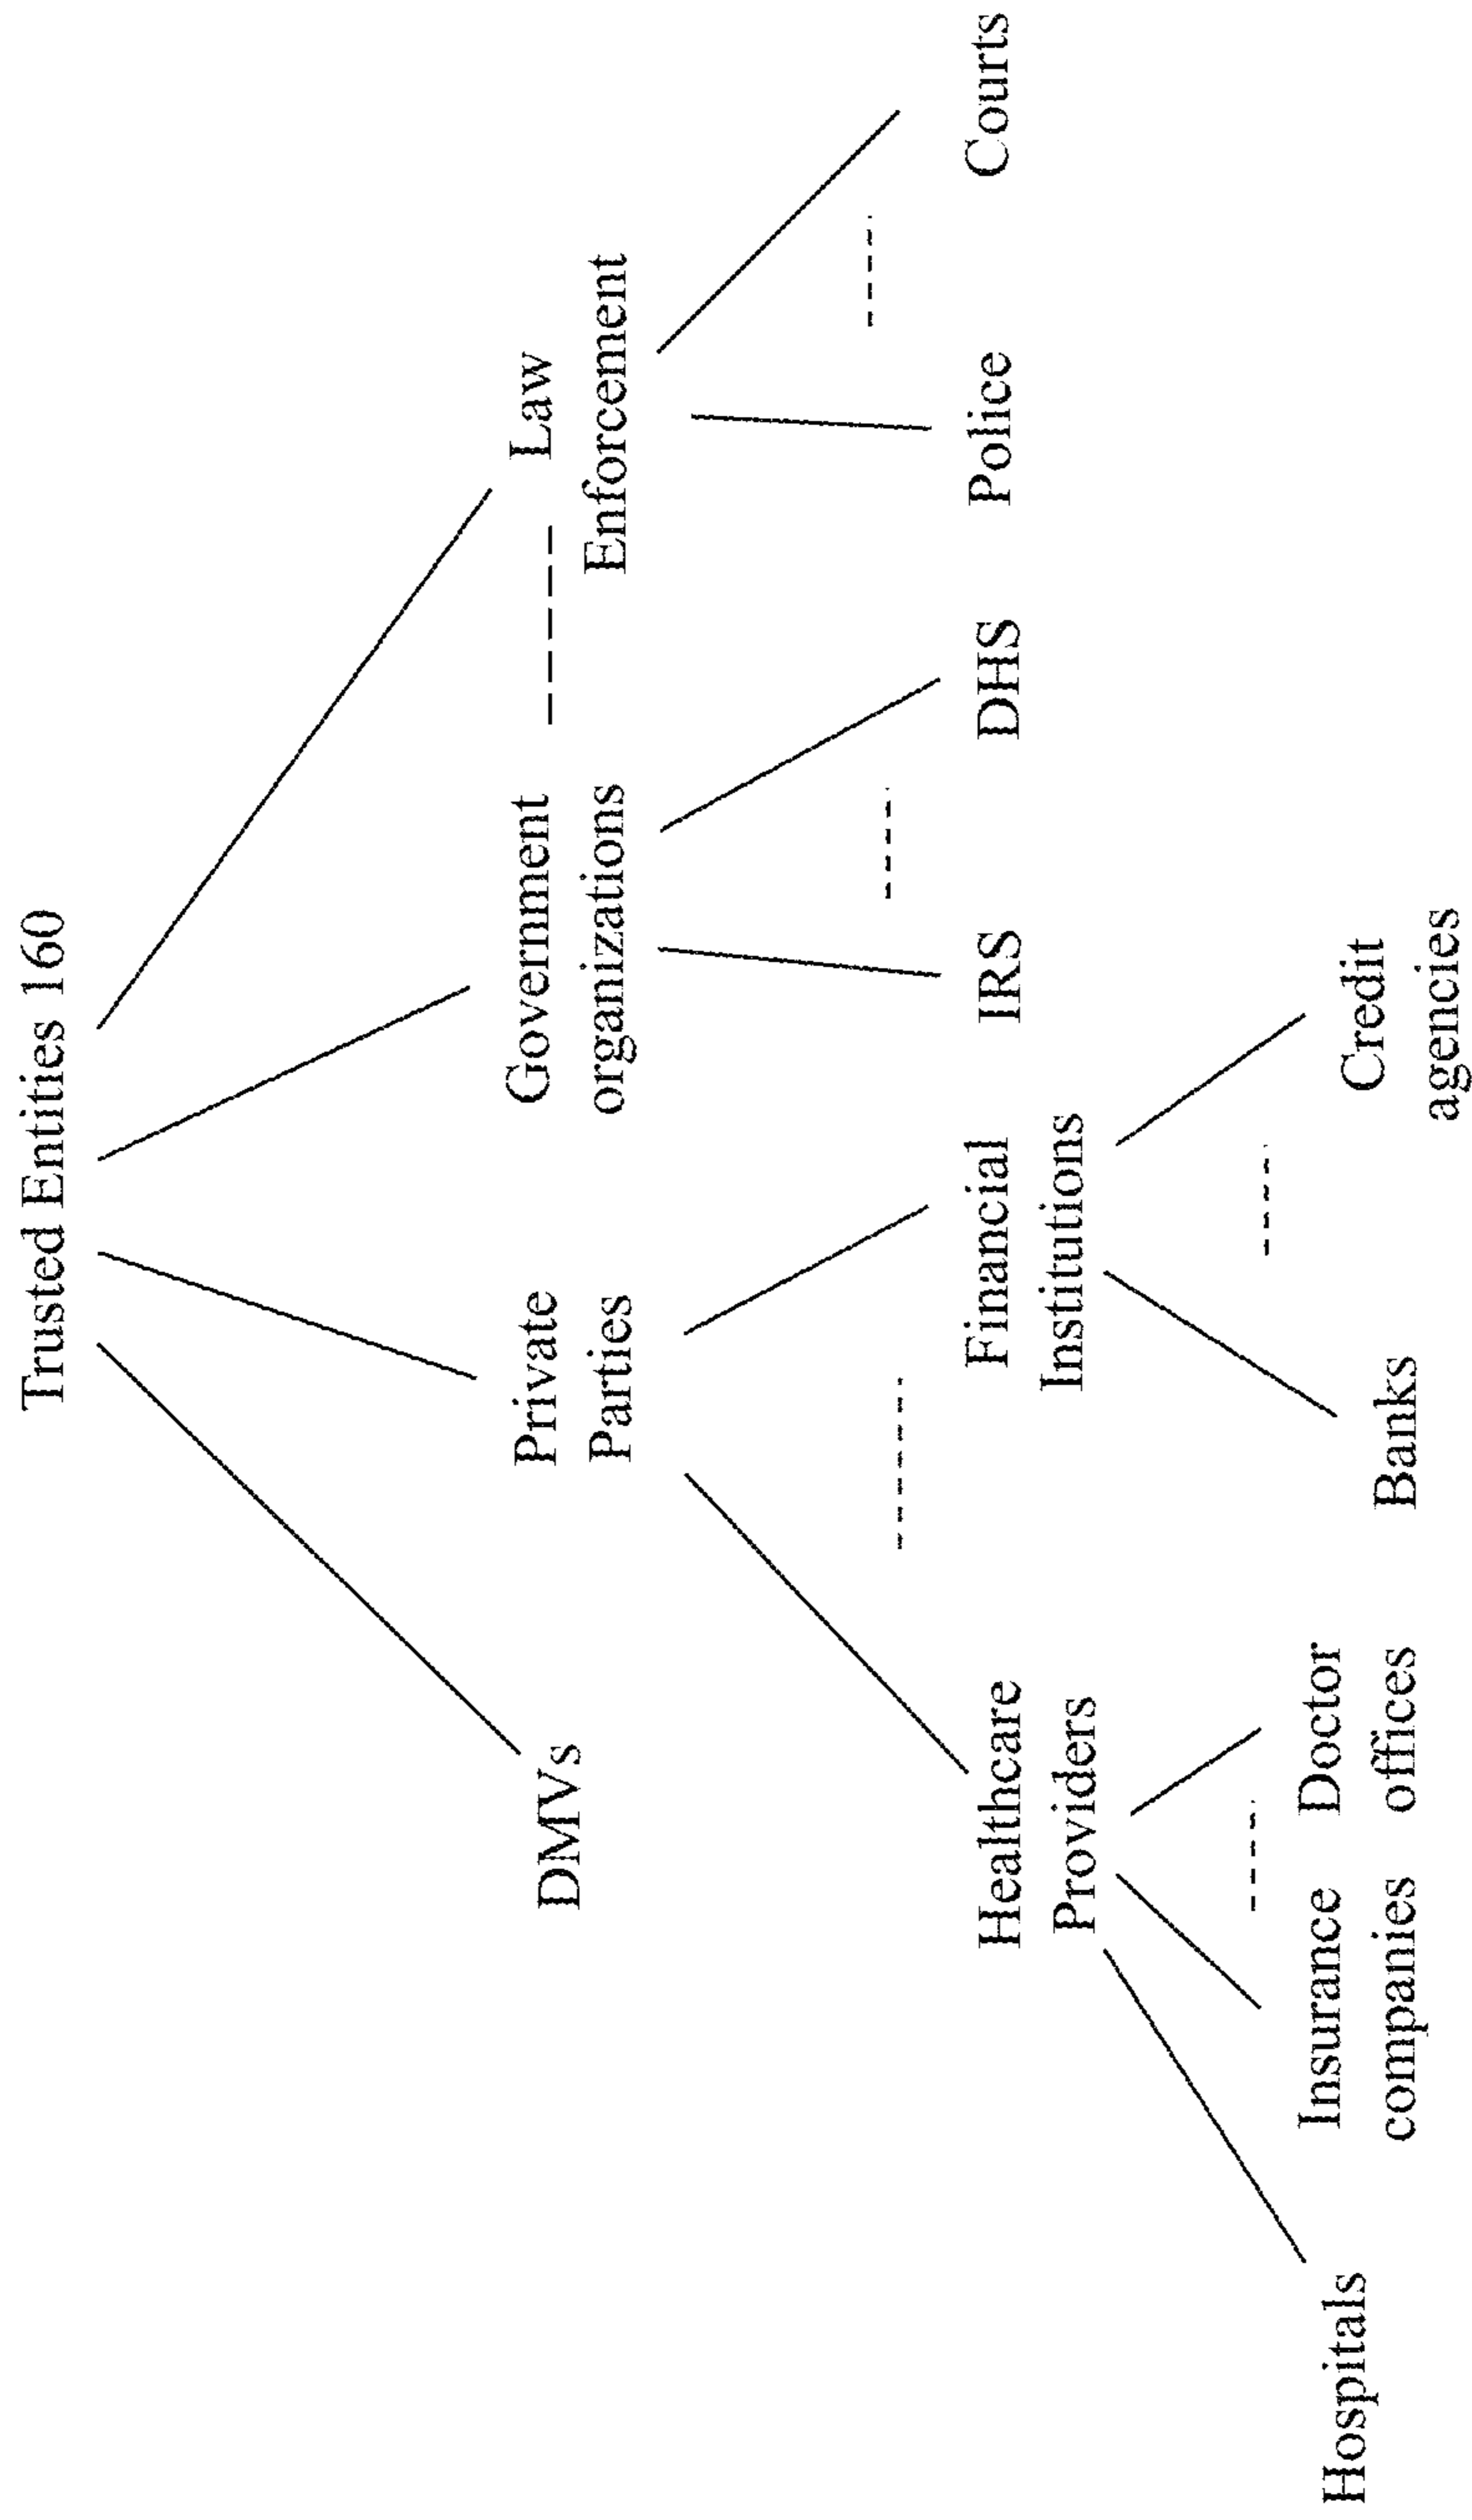 Trusted Entities 160
DMVs
Private
Parties
Government
organizations
Law
Enforcement
Healthcare
Providers
Financial
Institutions
IRS
DHS
Police
Courts
Hospitals
Insurance
companies
Doctor
offices
Banks
Credit
agencies